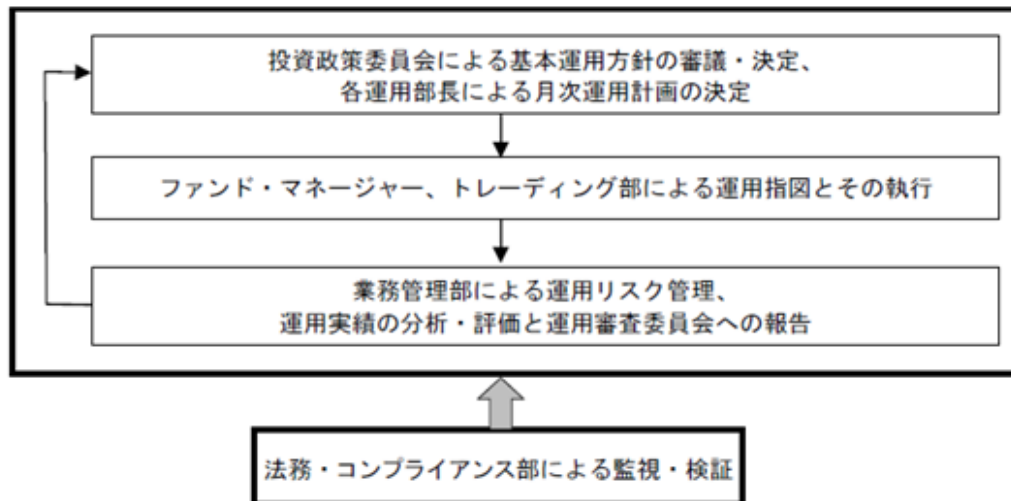 投資政策委員会による基本運用方針の審議・決定、
各運用部長による月次運用計画の決定
ファンド・マネージャー、トレーディング部による運用指図とその執行
業務管理部による運用リスク管理、
運用実績の分析・評価と運用審査委員会への報告
法務・コンプライアンス部による監視・検証